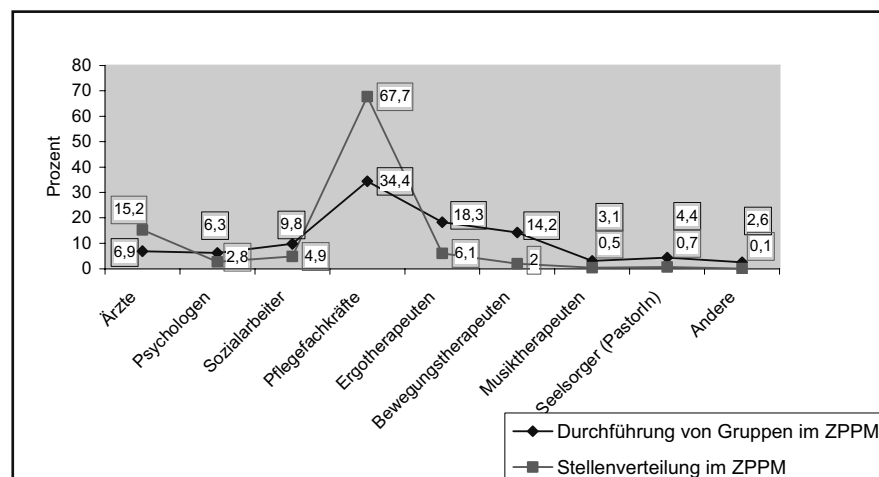 80
70
60
50
40
30
20
10
0
Prozent
67,7
34,4
15,2
6,3
9,8
18,3
14,2
3,1
4,4
2,6
6,9
2,8
4,9
6,1
2
0,5
0,7
0,1
Ärzte
Psychologen
Sozialarbeiter
Pflegefachkräfte
Ergotherapeuten
Bewegungstherapeuten
Musiktherapeuten
Seelsorger (PastorIn)
Andere
Durchführung von Gruppen im ZPPM
Stellenverteilung im ZPPM